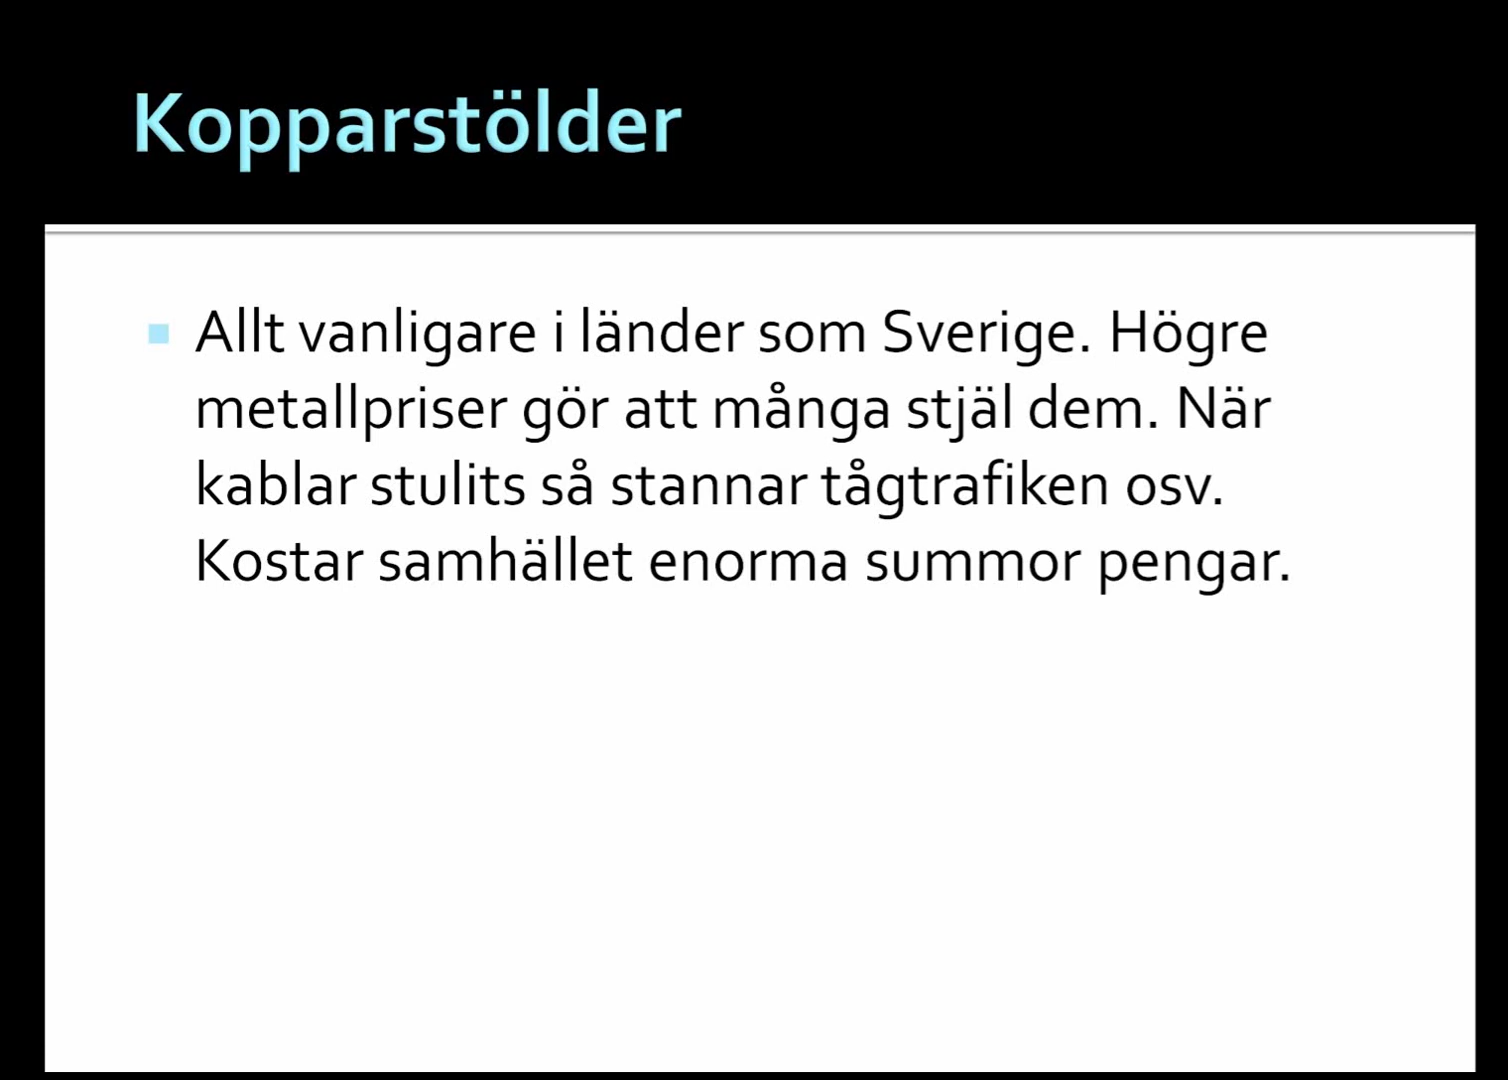 Kopparstölder
Allt vanligare i länder som Sverige. Högre
metallpriser gör att många stjäl dem. När
kablar stulits så stannar tågtrafiken osv.
Kostar samhället enorma summor pengar.